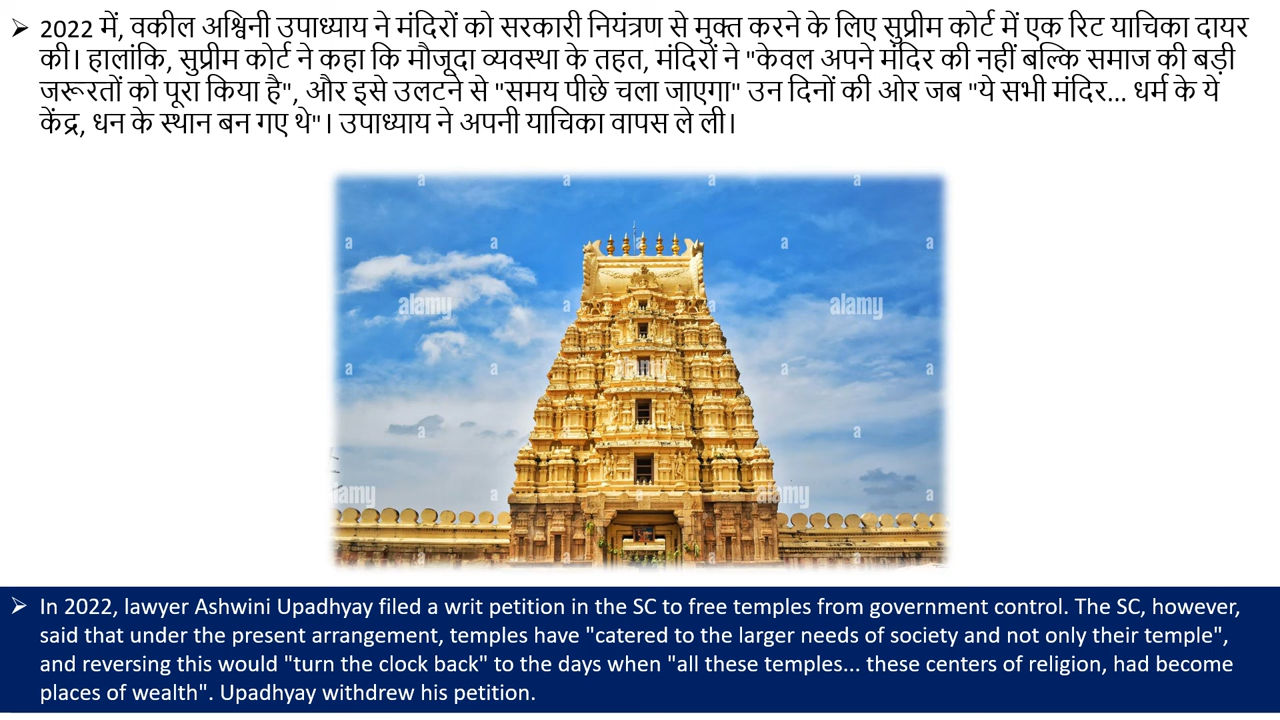 ➢ 2022 में, वकील अश्विनी उपाध्याय ने मंदिरों को सरकारी नियंत्रण से मुक्त करने के लिए सुप्रीम कोर्ट में एक रिट याचिका दायर
की। हालांकि, सुप्रीम कोर्ट ने कहा कि मौजूदा व्यवस्था के तहत, मंदिरों ने "केवल अपने मंदिर की नहीं बल्कि समाज की बड़ी
जरूरतों को पूरा किया है", और इसे उलटने से "समय पीछे चला जाएगा" उन दिनों की ओर जब "ये सभी मंदिर... धर्म के ये
केंद्र, धन के स्थान बन गए थे"। उपाध्याय ने अपनी याचिका वापस ले ली।
a a a a
a a a a
alamy a alamy
a alamy a a
a a
alamy a alamy a
➢ In 2022, lawyer Ashwini Upadhyay filed a writ petition in the SC to free temples from government control. The SC, however,
said that under the present arrangement, temples have "catered to the larger needs of society and not only their temple",
and reversing this would "turn the clock back" to the days when "all these temples... these centers of religion, had become
places of wealth". Upadhyay withdrew his petition.